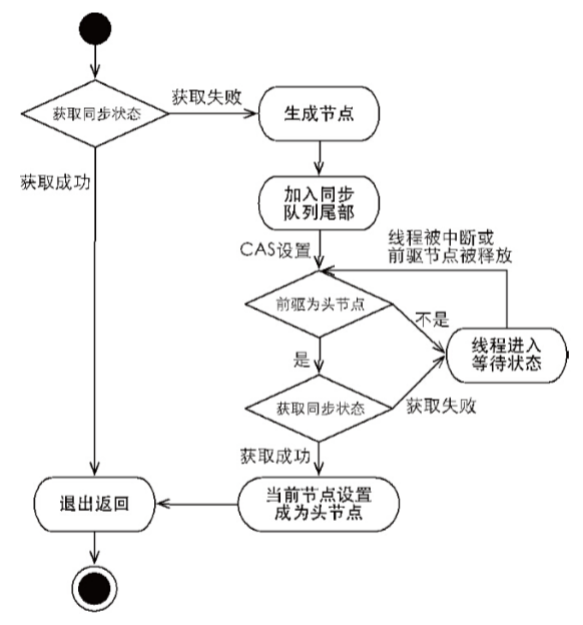 获取失败
获取同步状态
生成节点
获取成功
加入同步
队列尾部
CAS设置
线程被中断或
前驱节点被释放
前驱为头节点
不是
线程进入
等待状态
是
获取同步状态
获取失败
获取成功
退出返回
当前节点设置
成为头节点